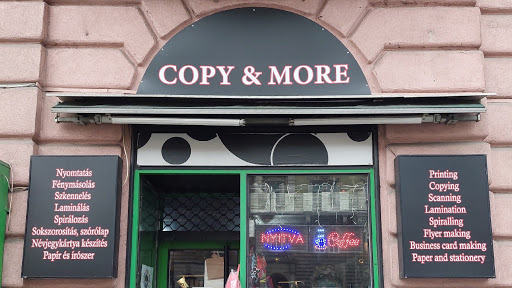 COPY & MORE
Nyomtatás
Fénymásolás
Szkennelés
Laminálás
Spirálozás
Sokszorosítás, szórólap
Névjegykártya készítés
Papír és írószer
NYITVA
Coffee
Printing
Copying
Scanning
Lamination
Spiralling
Flyer making
Business card making
Paper and stationery